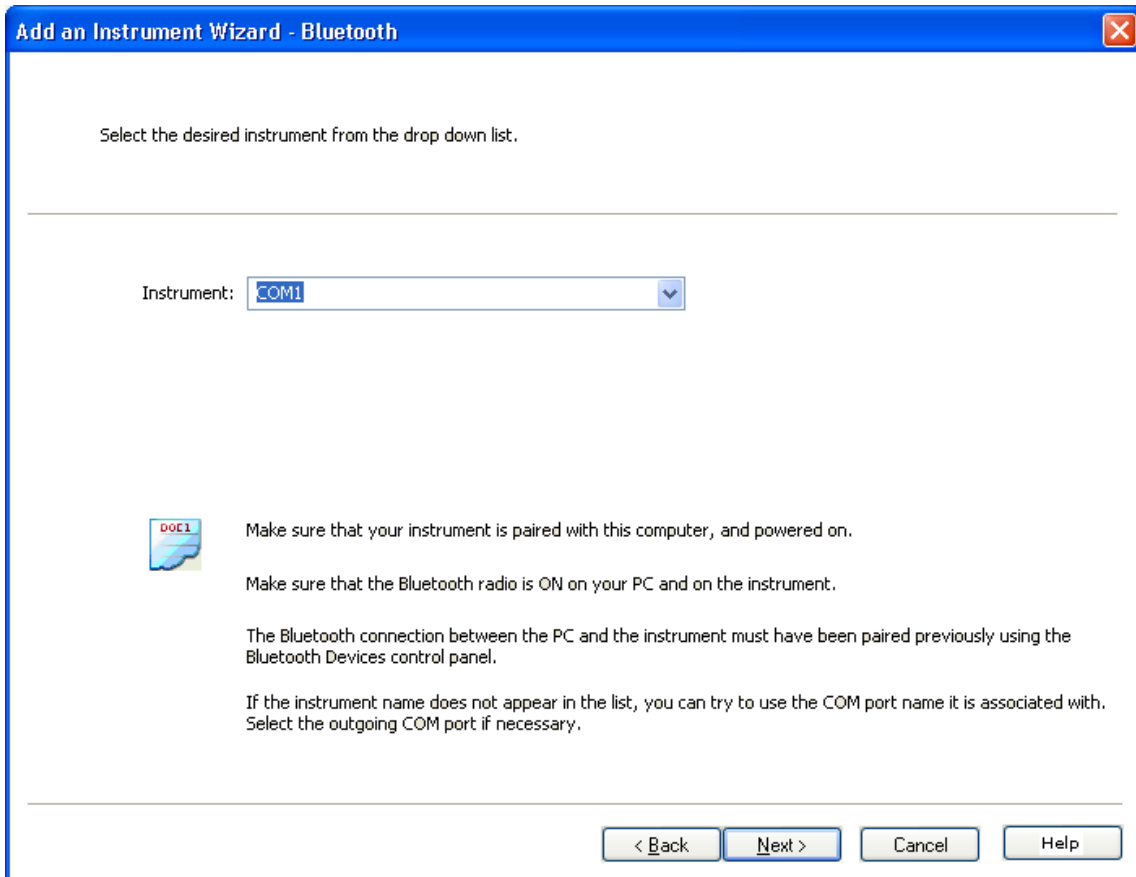 Add an Instrument Wizard - Bluetooth
Select the desired instrument from the drop down list.
Instrument: COM1
DOC1
Make sure that your instrument is paired with this computer, and powered on.
Make sure that the Bluetooth radio is ON on your PC and on the instrument.
The Bluetooth connection between the PC and the instrument must have been paired previously using the
Bluetooth Devices control panel.
If the instrument name does not appear in the list, you can try to use the COM port name it is associated with.
Select the outgoing COM port if necessary.
< Back Next > Cancel Help